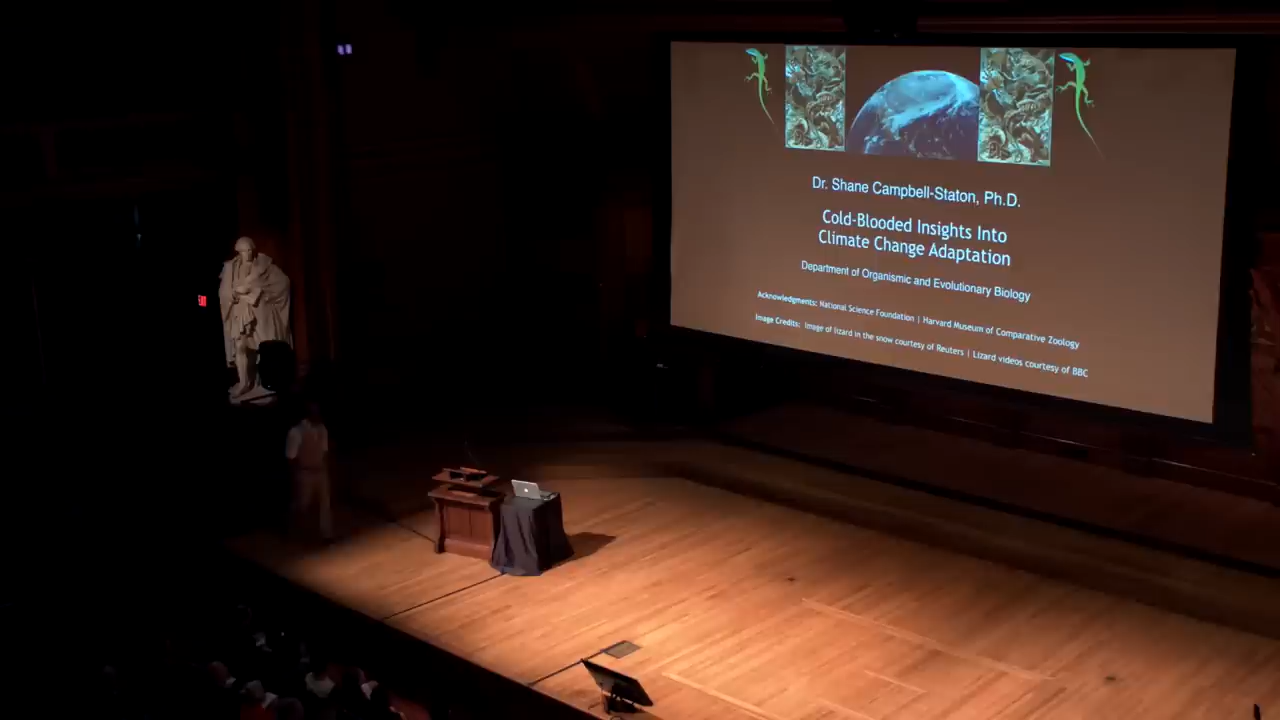 Dr. Shane Campbell-Staton, Ph.D.
Cold-Blooded Insights Into
Climate Change Adaptation
Department of Organismic and Evolutionary Biology
Acknowledgments: National Science Foundation | Harvard Museum of Comparative Zoology
Image Credits: Image of lizard in the snow courtesy of Reuters | Lizard videos courtesy of BBC
EXIT